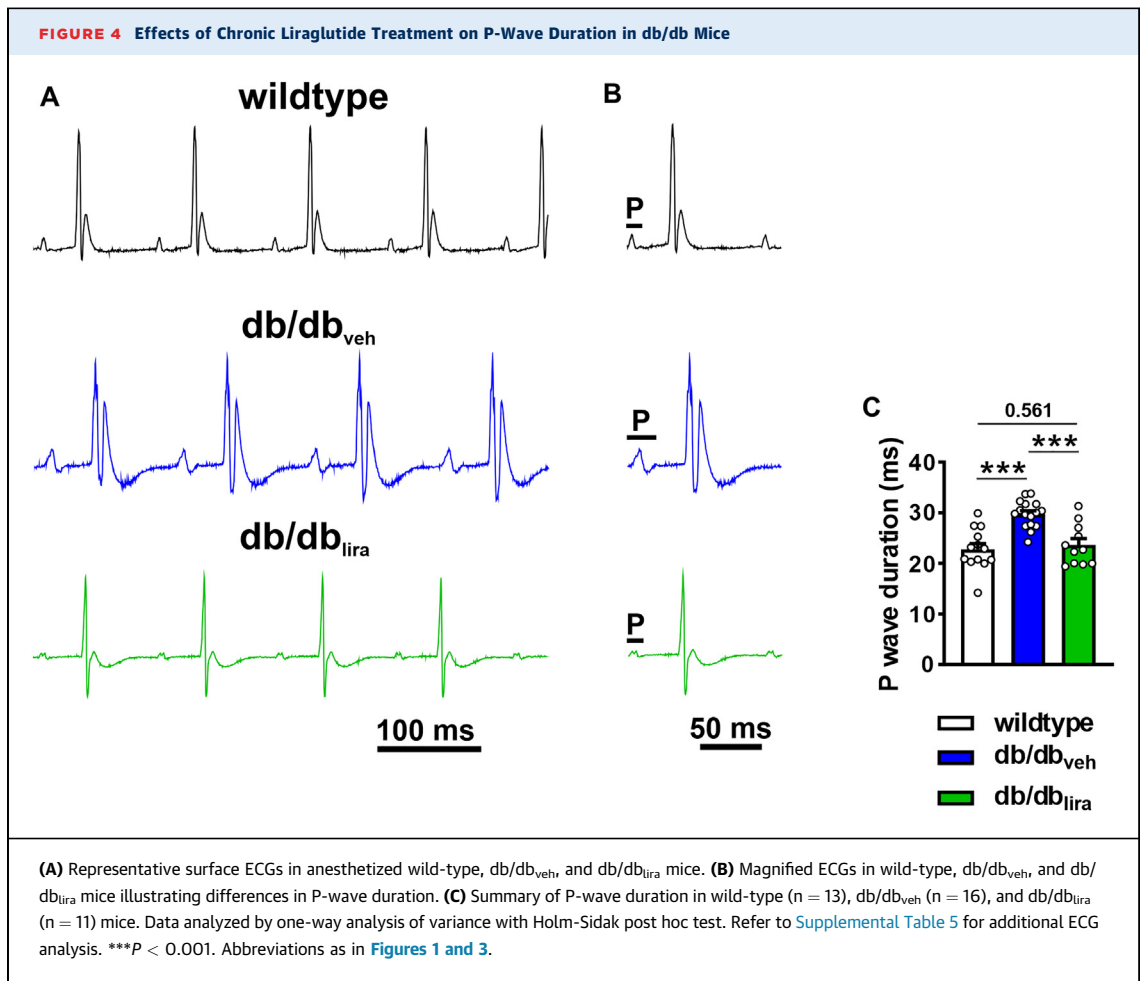 FIGURE 4 Effects of Chronic Liraglutide Treatment on P-Wave Duration in db/db Mice
A
wildtype
B
P
db/dbveh
P
db/dblira
P
100 ms
50 ms
C
0.561
***
***
P wave duration (ms)
40
30
20
10
0
wildtype
db/dbveh
db/dblira
(A) Representative surface ECGs in anesthetized wild-type, db/dbveh, and db/dblira mice. (B) Magnified ECGs in wild-type, db/dbveh, and db/
dblira mice illustrating differences in P-wave duration. (C) Summary of P-wave duration in wild-type (n = 13), db/dbveh (n = 16), and db/dblira
(n = 11) mice. Data analyzed by one-way analysis of variance with Holm-Sidak post hoc test. Refer to Supplemental Table 5 for additional ECG
analysis. ***P < 0.001. Abbreviations as in Figures 1 and 3.